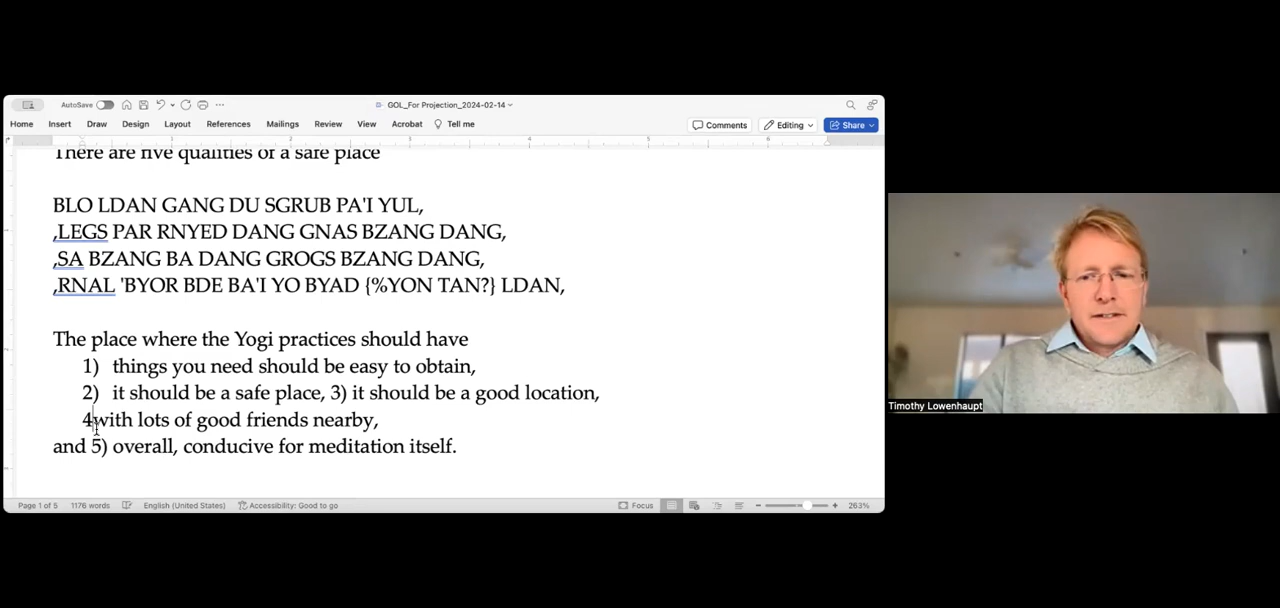 AutoSave
GOL_For Projection_2024-02-14
Home Insert Draw Design Layout References Mailings Review View Acrobat Tell me
Comments Editing Share
There are five qualities of a safe place
BLO LDAN GANG DU SGRUB PA'I YUL,
,LEGS PAR RNYED DANG GNAS BZANG DANG,
,SA BZANG BA DANG GROGS BZANG DANG,
,RNAL 'BYOR BDE BA'I YO BYAD {%YON TAN?} LDAN,
The place where the Yogi practices should have
1) things you need should be easy to obtain,
2) it should be a safe place, 3) it should be a good location,
4with lots of good friends nearby,
and 5) overall, conducive for meditation itself.
Page 1 of 5 1176 words English (United States) Accessibility: Good to go Focus 263%
Timothy Lowenhaupt